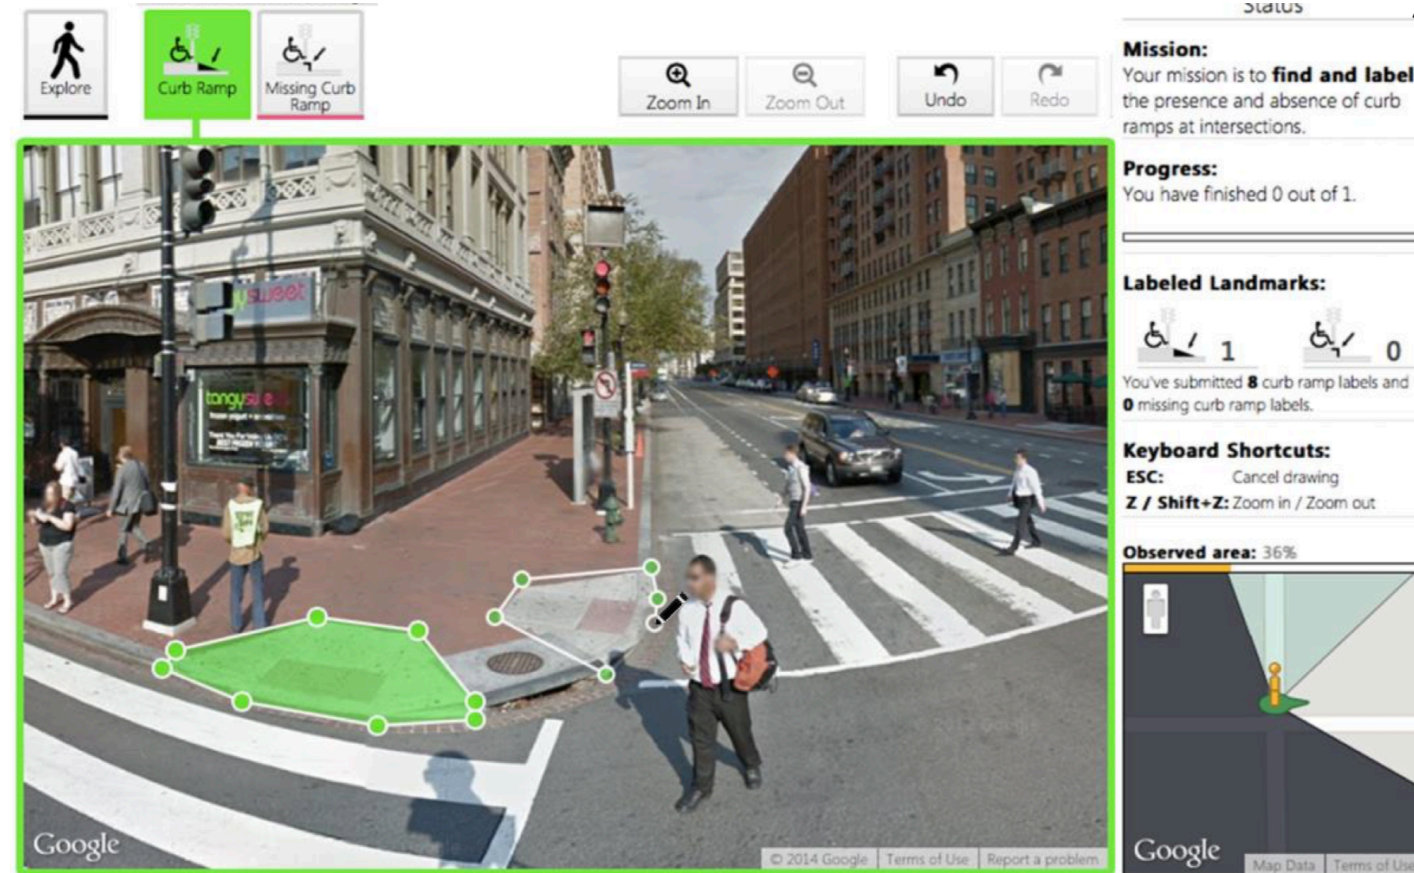 Status
Explore
Curb Ramp
Missing Curb
Ramp
Zoom In
Zoom Out
Undo
Redo
Mission:
Your mission is to find and label
the presence and absence of curb
ramps at intersections.
Progress:
You have finished 0 out of 1.
Labeled Landmarks:
1
0
You've submitted 8 curb ramp labels and
0 missing curb ramp labels.
Keyboard Shortcuts:
ESC: Cancel drawing
Z / Shift+Z: Zoom in / Zoom out
Observed area: 36%
sweet
tangysweet
Google
© 2014 Google
Terms of Use
Report a problem
Google
Map Data
Terms of Use